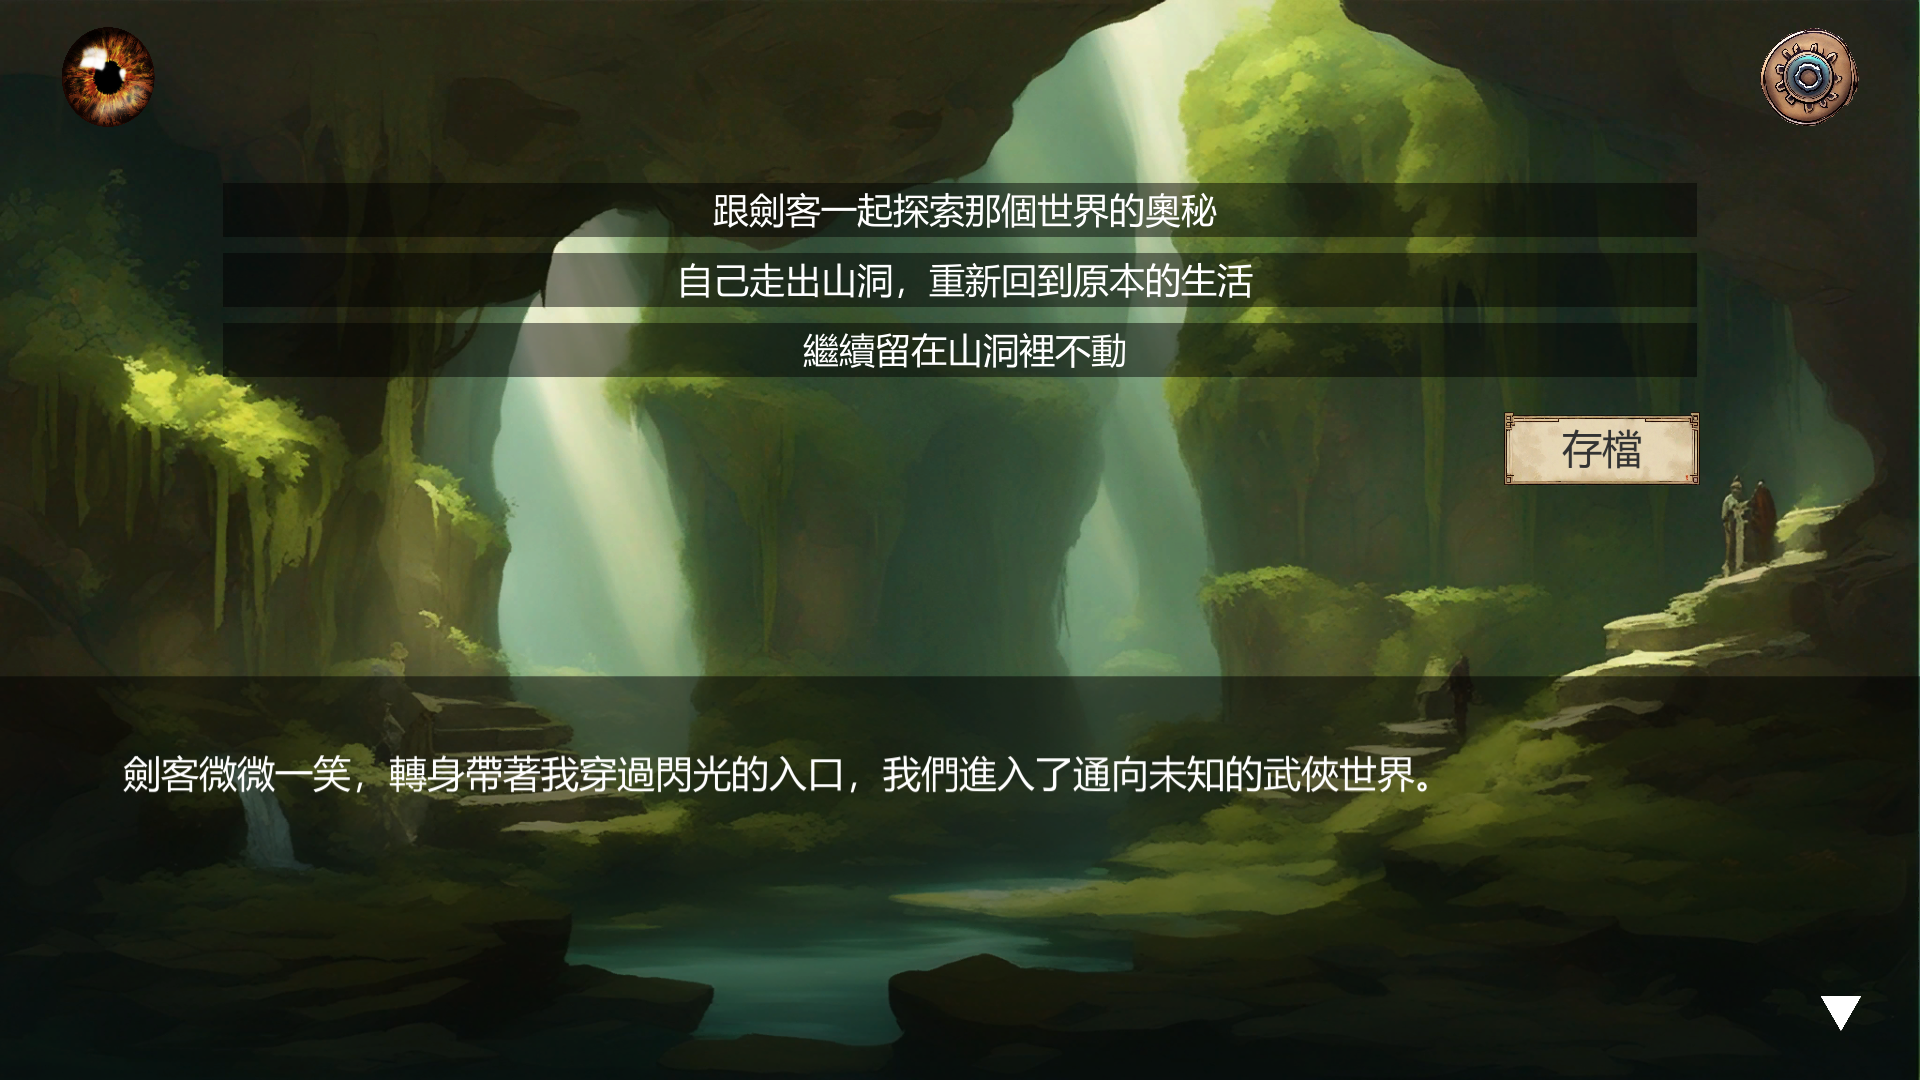 跟劍客一起探索那個世界的奧秘
自己走出山洞，重新回到原本的生活
繼續留在山洞裡不動
存檔
劍客微微一笑，轉身帶著我穿過閃光的入口，我們進入了通向未知的武俠世界。